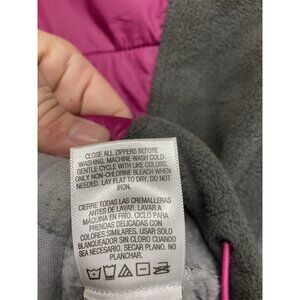 CLOSE ALL ZIPPERS BEFORE
WASHING. MACHINE WASH COLD.
GENTLE CYCLE WITH LIKE COLORS.
ONLY NON-CHLORINE BLEACH WHEN
NEEDED. LAY FLAT TO DRY. DO NOT
IRON.
CIERRE TODAS LAS CREMALLERAS
ANTES DE LAVAR. LAVAR A
MÁQUINA EN FRÍO. CICLO PARA
PRENDAS DELICADAS CON
COLORES SIMILARES. USAR SOLO
BLANQUEADOR SIN CLORO CUANDO
SEA NECESARIO. SECAR PLANO. NO
PLANCHAR.